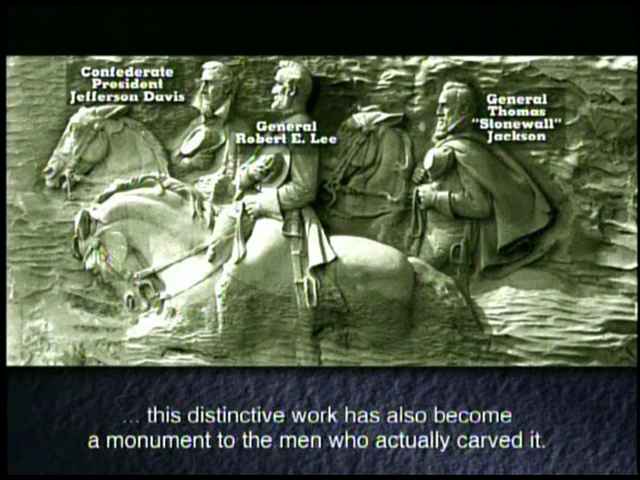 Confederate
President
Jefferson Davis
General
Robert E. Lee
General
Thomas
"Stonewall"
Jackson
... this distinctive work has also become
a monument to the men who actually carved it.